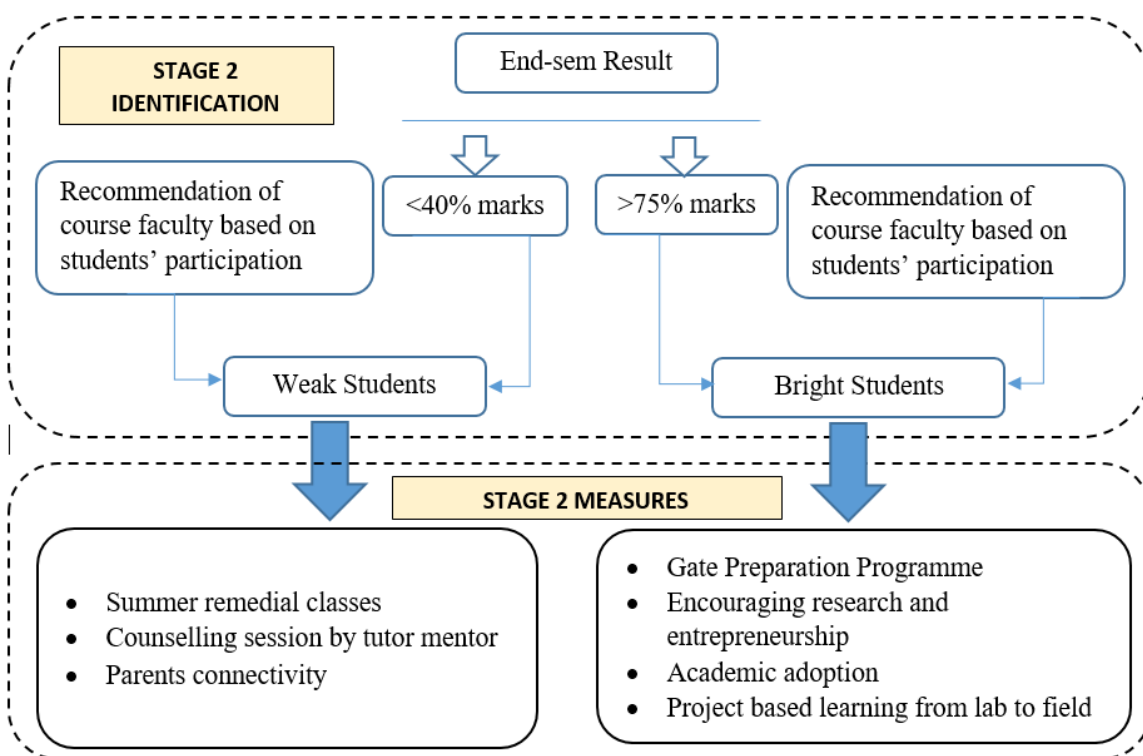 STAGE 2
IDENTIFICATION
End-sem Result
Recommendation of
course faculty based on
students’ participation
<40% marks
>75% marks
Recommendation of
course faculty based on
students’ participation
Weak Students
Bright Students
STAGE 2 MEASURES
• Summer remedial classes
• Counselling session by tutor mentor
• Parents connectivity
• Gate Preparation Programme
• Encouraging research and
entrepreneurship
• Academic adoption
• Project based learning from lab to field